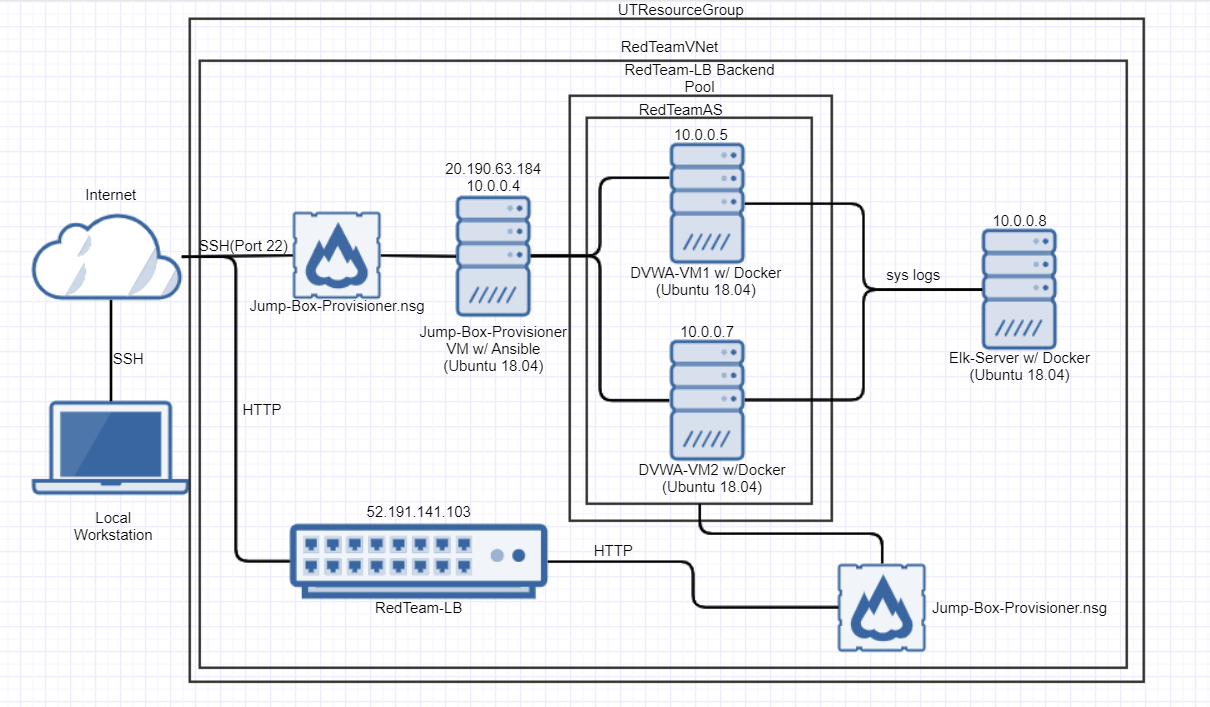 UTResourceGroup
RedTeamVNet
RedTeam-LB Backend
Pool
RedTeamAS
10.0.0.5
20.190.63.184
10.0.0.4
Internet
10.0.0.8
SSH(Port 22)
DVWA-VM1 w/ Docker
(Ubuntu 18.04)
sys logs
Jump-Box-Provisioner.nsg
Jump-Box-Provisioner
VM w/ Ansible
(Ubuntu 18.04)
10.0.0.7
SSH
Elk-Server w/ Docker
(Ubuntu 18.04)
HTTP
DVWA-VM2 w/Docker
(Ubuntu 18.04)
Local
Workstation
52.191.141.103
HTTP
RedTeam-LB
Jump-Box-Provisioner.nsg